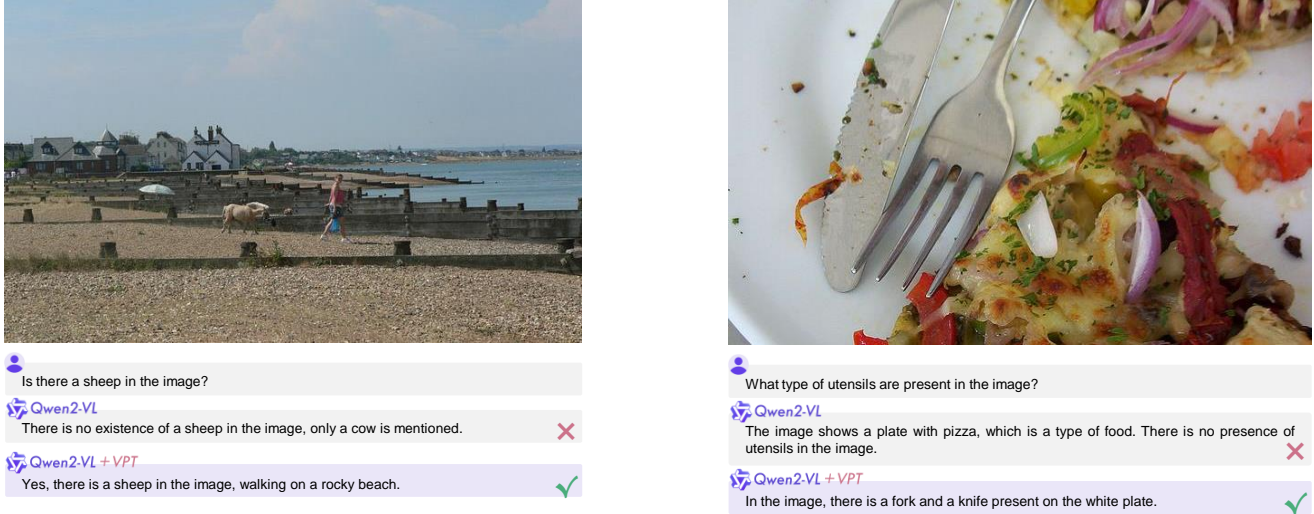 Is there a sheep in the image?
Qwen2-VL
There is no existence of a sheep in the image, only a cow is mentioned.
Qwen2-VL + VPT
Yes, there is a sheep in the image, walking on a rocky beach.
What type of utensils are present in the image?
Qwen2-VL
The image shows a plate with pizza, which is a type of food. There is no presence of
utensils in the image.
Qwen2-VL + VPT
In the image, there is a fork and a knife present on the white plate.